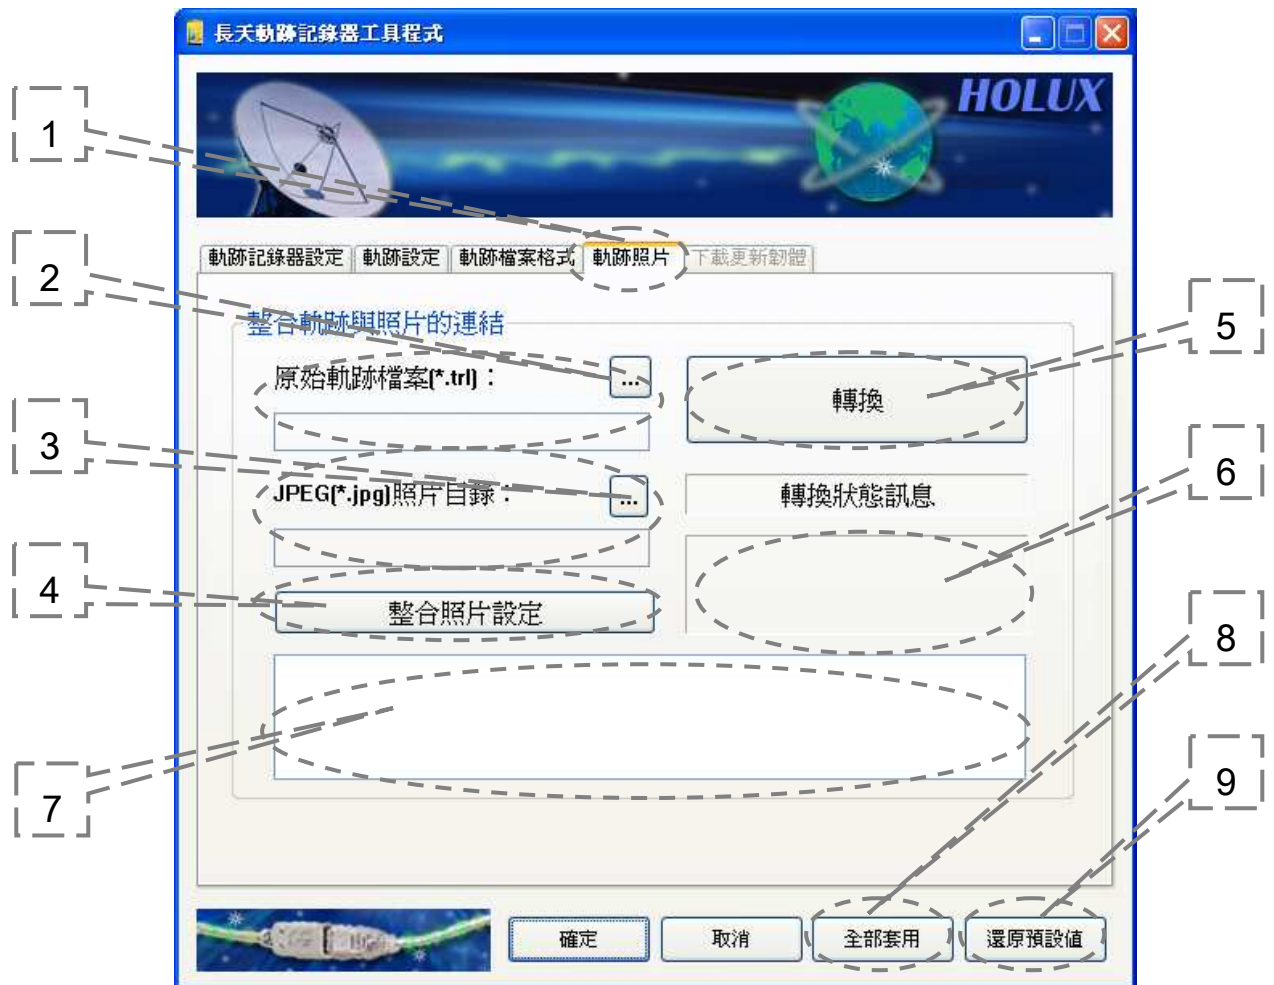 長天軌跡記錄器工具程式
HOLUX
1
軌跡記錄器設定 軌跡設定 軌跡檔案格式 軌跡照片 下載更新韌體
2
整合軌跡與照片的連結
5
原始軌跡檔案(*.trl)：
...
轉換
3
6
JPEG(*.jpg)照片目錄：
...
轉換狀態訊息
4
整合照片設定
8
7
9
確定
取消
全部套用
還原預設值